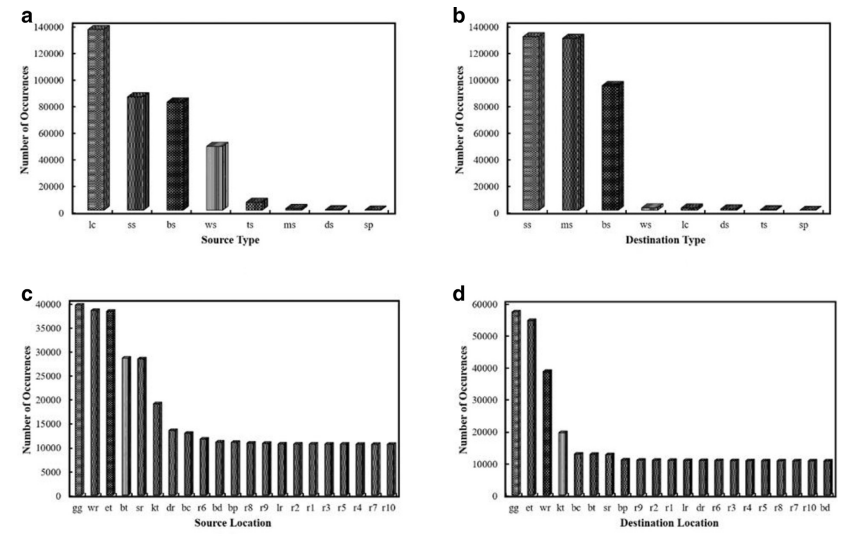 a
140000
120000
100000
80000
60000
40000
20000
0
Number of Occurences
lc ss bs ws ts ms ds sp
Source Type
b
140000
120000
100000
80000
60000
40000
20000
0
Number of Occurences
ss ms bs ws lc ds ts sp
Destination Type
c
40000
35000
30000
25000
20000
15000
10000
5000
0
Number of Occurences
gg wr et bt sr kt dr bc r6 bd bp r8 r9 lr r2 r1 r3 r5 r4 r7 r10
Source Location
d
60000
50000
40000
30000
20000
10000
0
Number of Occurences
gg et wr kt bc bt sr bp r9 r2 r1 lr dr r6 r3 r4 r5 r8 r7 r10 bd
Destination Location